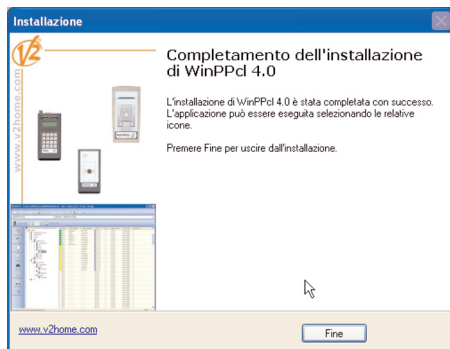 Installazione
V2
www.v2home.com
Completamento dell'installazione
di WinPPcl 4.0
L'installazione di WinPPcl 4.0 è stata completata con successo.
L'applicazione può essere eseguita selezionando le relative
icone.
Premere Fine per uscire dall'installazione.
www.v2home.com
Fine